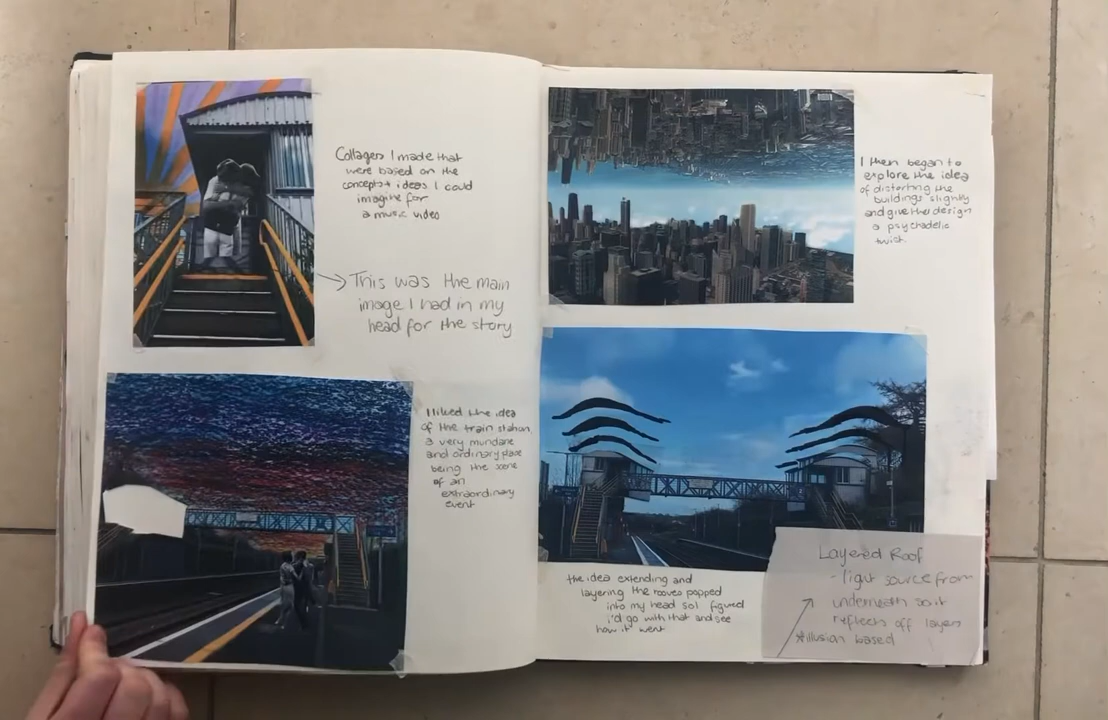 Collages I made that
were based on the
concepts + ideas I could
imagine for
a music video
This was the main
image I had in my
head for the story
I liked the idea
of the train station
a very mundane
and ordinary place
being the scene
of an
extraordinary
event
I then began to
explore the idea
of distorting the
buildings slightly
and give the design
a psychadelic
twist.
the idea extending and
layering the rooves popped
into my head so I figured
i'd go with that and see
how it went
Layered Roof
- light source from
underneath so it
reflects off layers
*illusion based